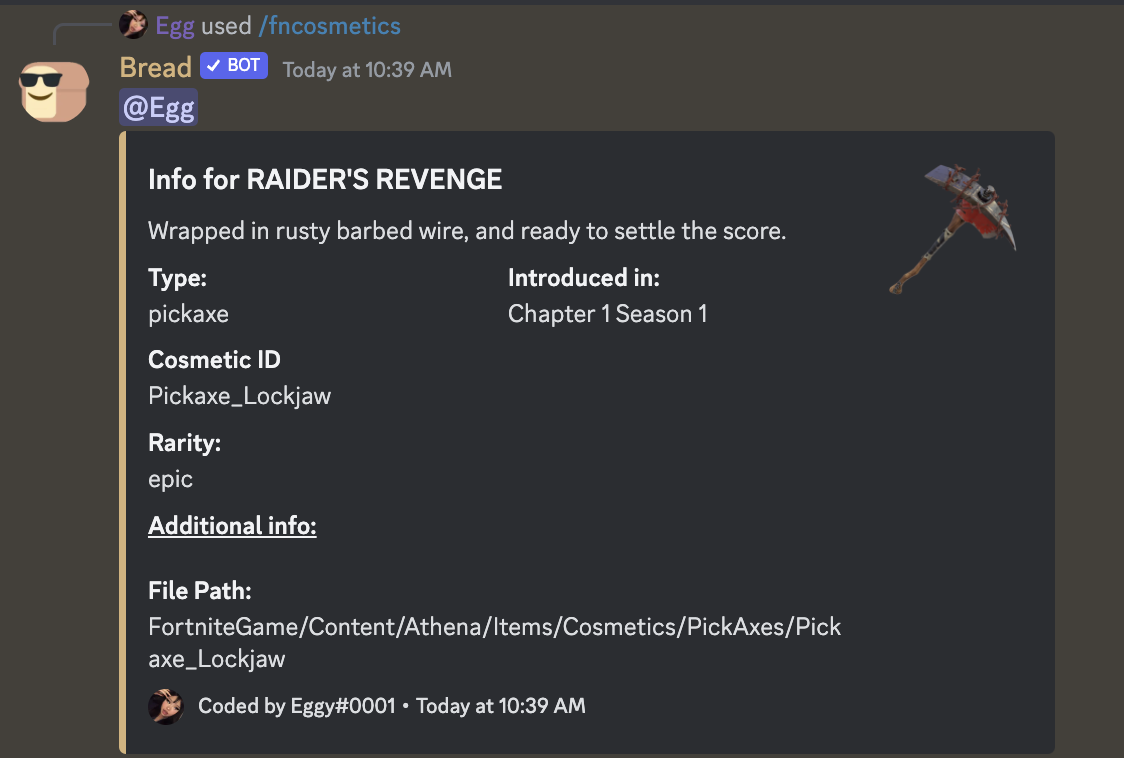 Egg used /fncosmetics
Bread ✓ BOT Today at 10:39 AM
@Egg
Info for RAIDER'S REVENGE
Wrapped in rusty barbed wire, and ready to settle the score.
Type: Introduced in:
pickaxe Chapter 1 Season 1
Cosmetic ID
Pickaxe_Lockjaw
Rarity:
epic
Additional info:
File Path:
FortniteGame/Content/Athena/Items/Cosmetics/PickAxes/Pick
axe_Lockjaw
Coded by Eggy#0001 • Today at 10:39 AM